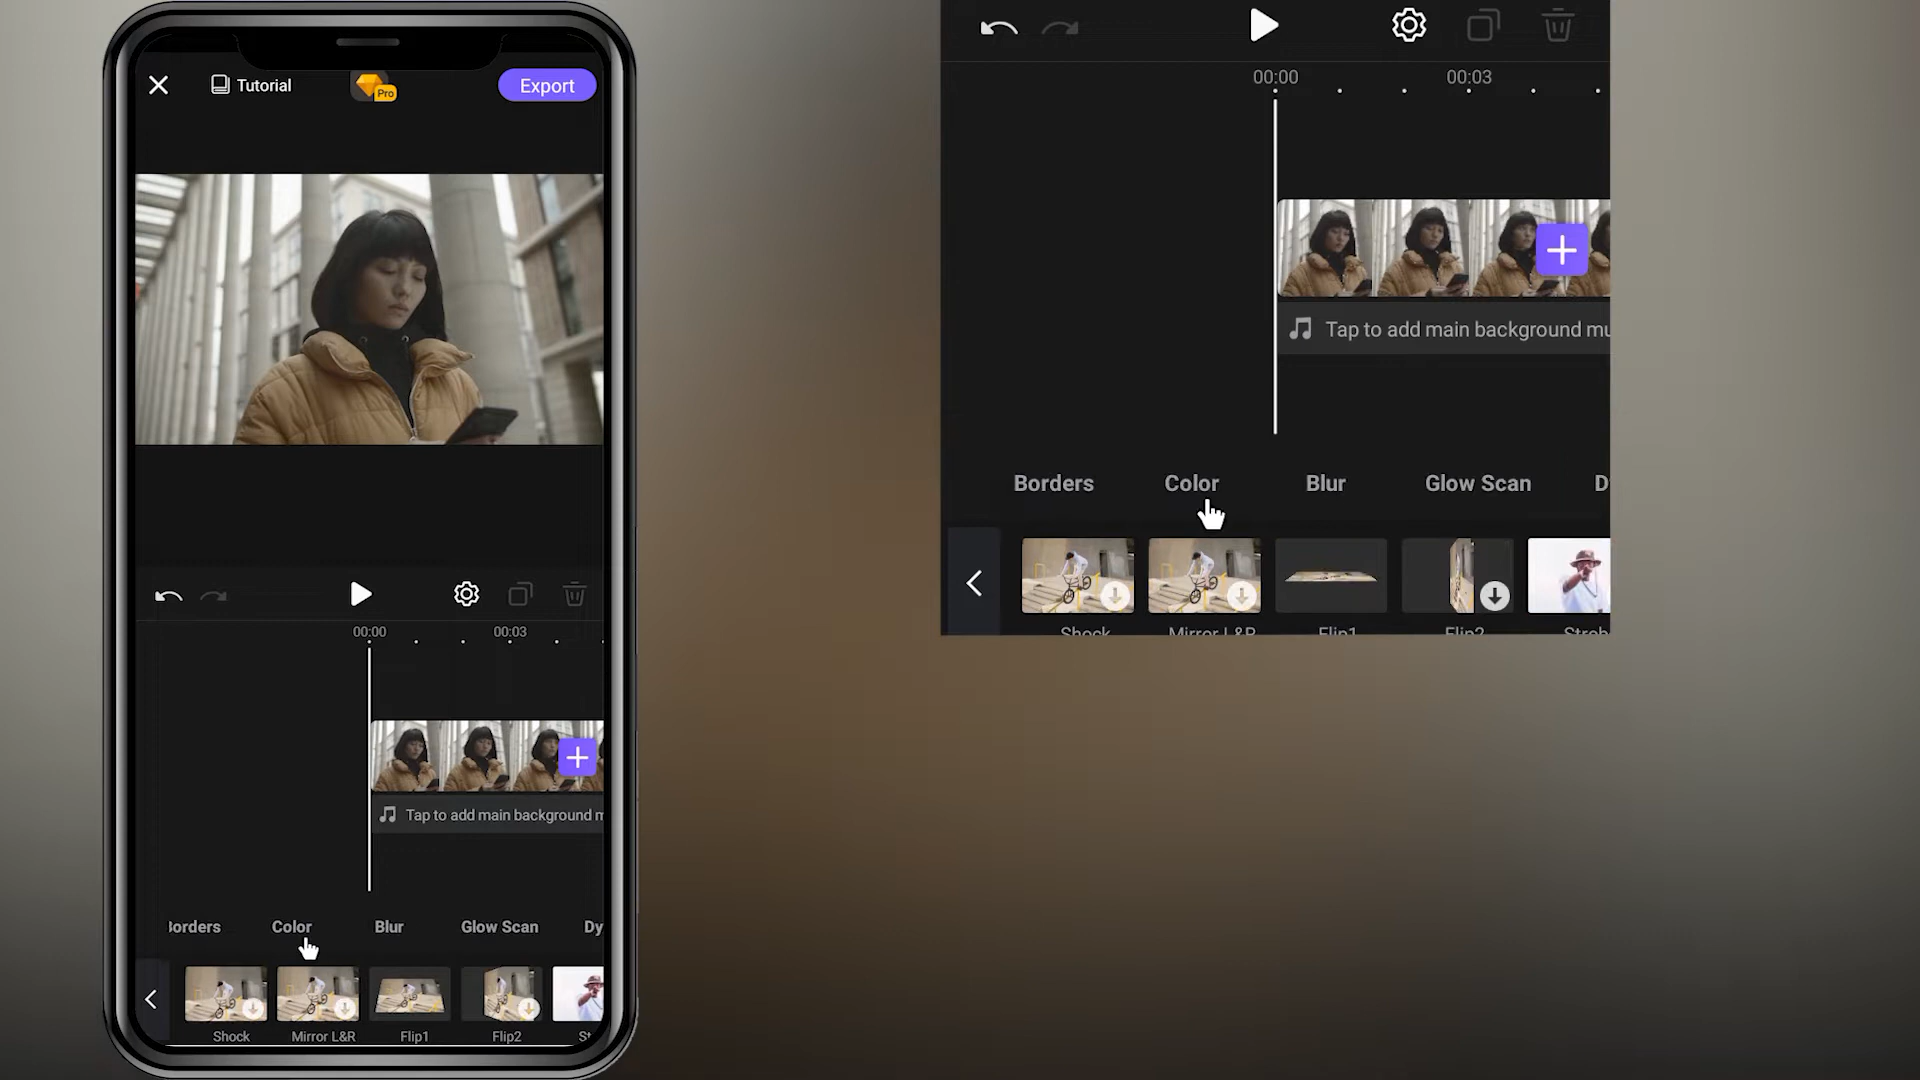 Tutorial
Pro
Export
00:00 00:03
Tap to add main background
Borders Color Blur Glow Scan Dy
Shock Mirror L&R Flip1 Flip2 St
00:00 00:03
Tap to add main background mu
Borders Color Blur Glow Scan D
Shock Mirror L&R Flip1 Flip2 Strob